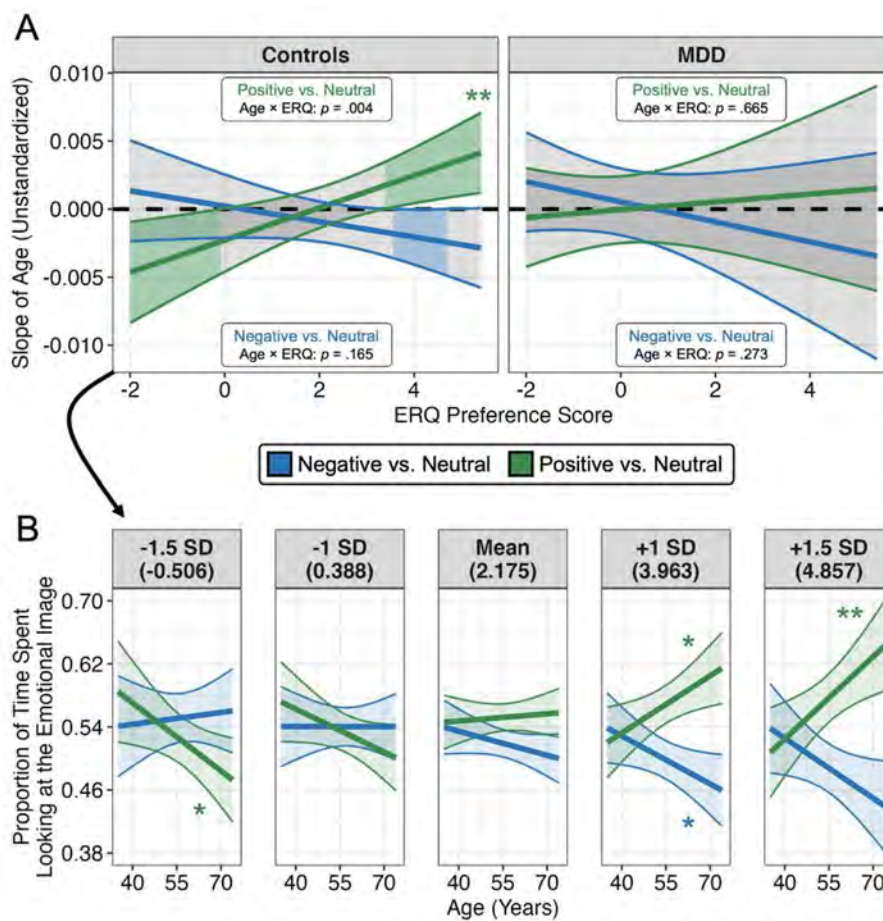 A
Controls
MDD
Positive vs. Neutral
Age × ERQ: p = .004
**
Positive vs. Neutral
Age × ERQ: p = .665
0.010
0.005
0.000
-0.005
-0.010
Slope of Age (Unstandardized)
Negative vs. Neutral
Age × ERQ: p = .165
Negative vs. Neutral
Age × ERQ: p = .273
-2 0 2 4 -2 0 2 4
ERQ Preference Score
Negative vs. Neutral Positive vs. Neutral
B
-1.5 SD
(-0.506)
-1 SD
(0.388)
Mean
(2.175)
+1 SD
(3.963)
+1.5 SD
(4.857)
Proportion of Time Spent
Looking at the Emotional Image
0.70
0.62
0.54
0.46
0.38
*
*
*
**
40 55 70 40 55 70 40 55 70 40 55 70 40 55 70
Age (Years)